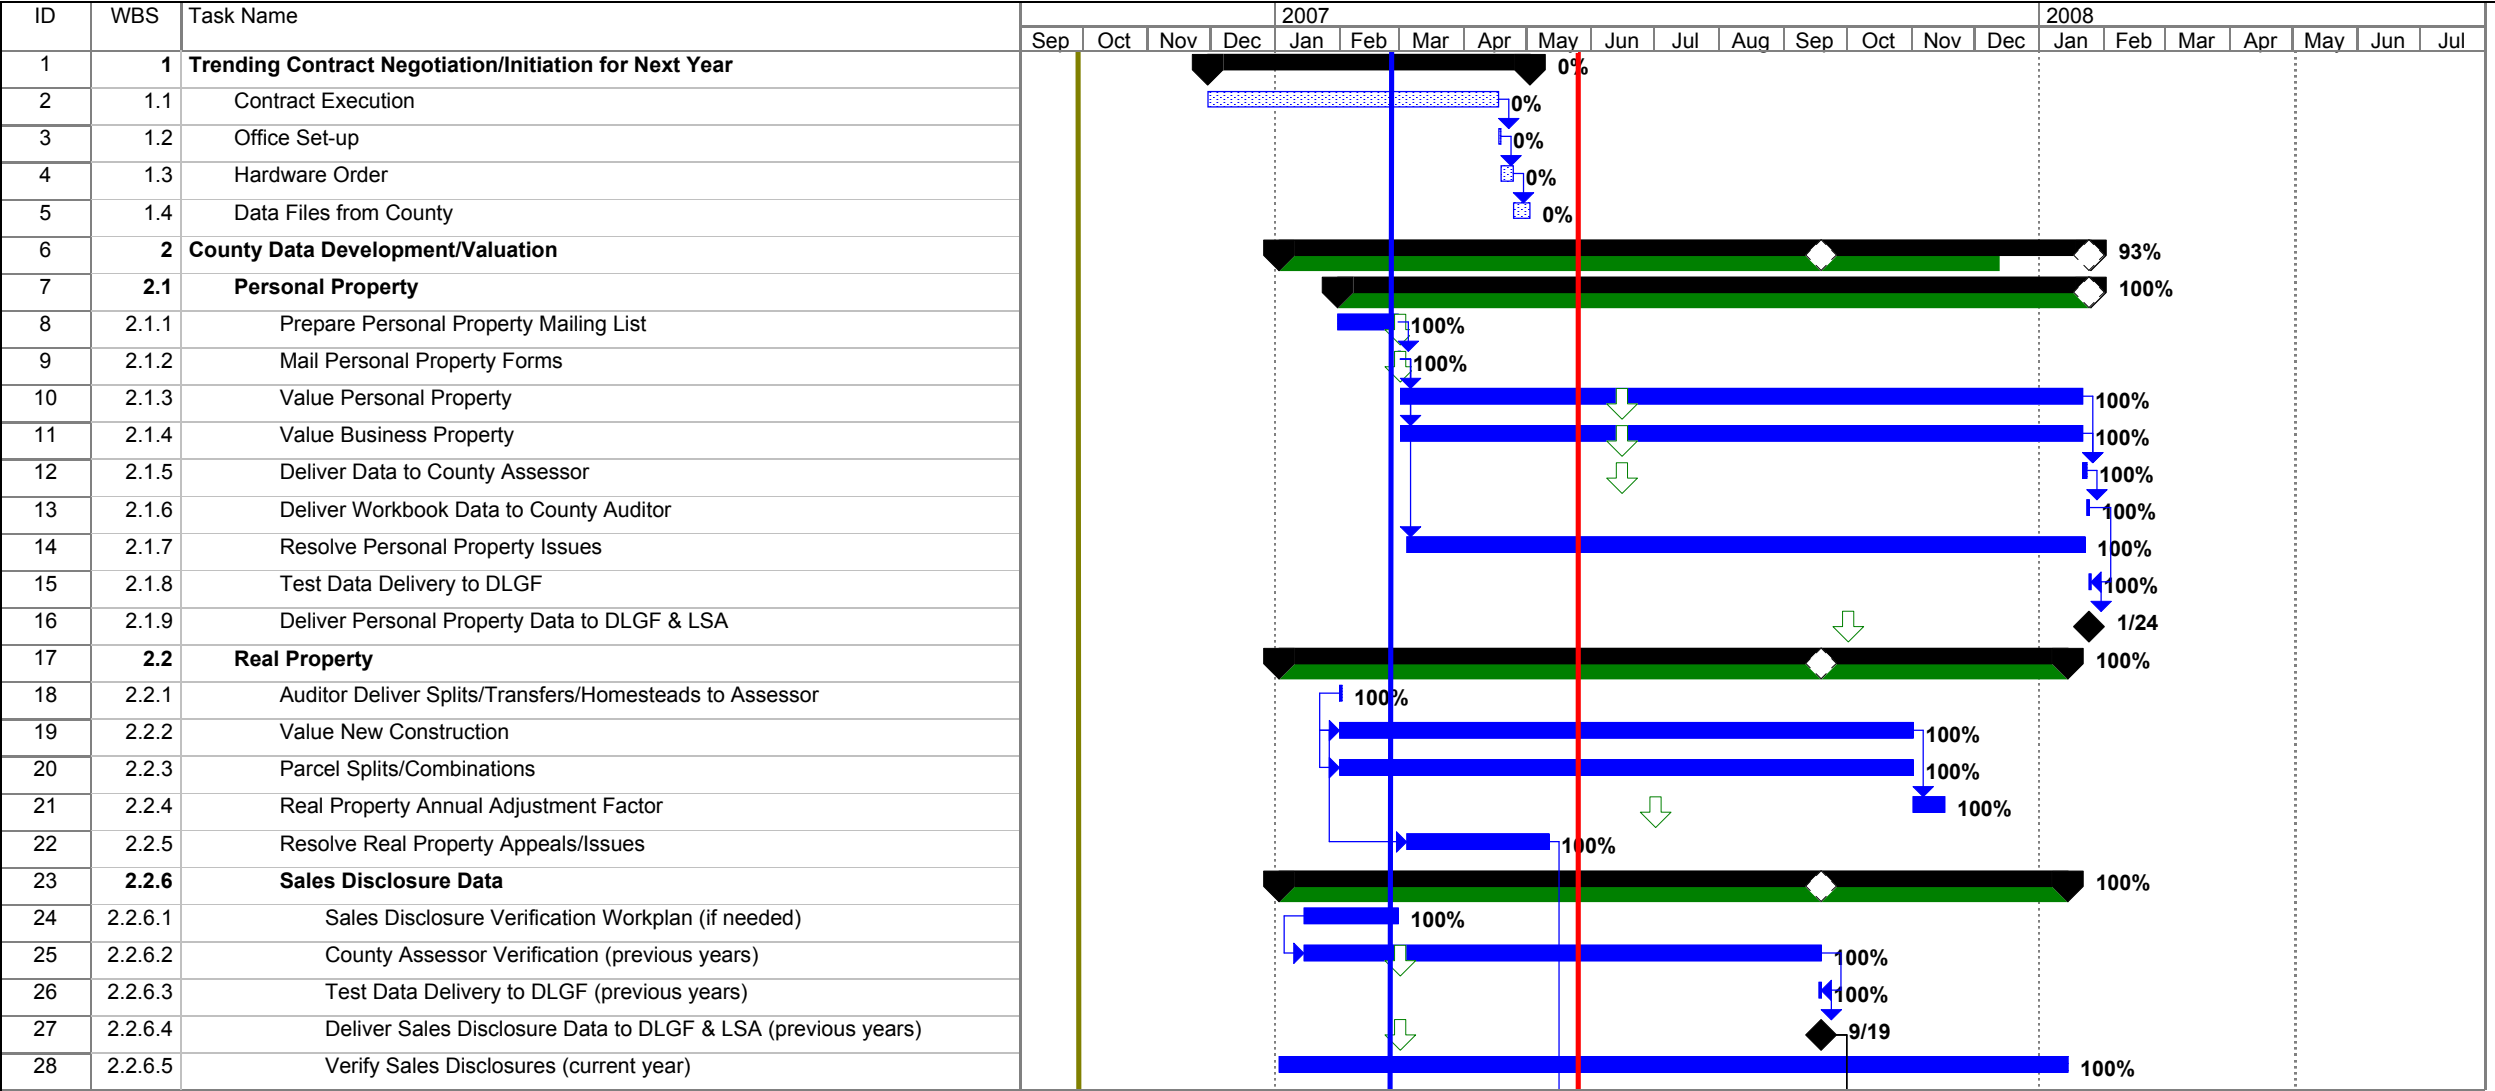 ID WBS Task Name 2007 2008
Sep Oct Nov Dec Jan Feb Mar Apr May Jun Jul Aug Sep Oct Nov Dec Jan Feb Mar Apr May Jun Jul
1 1 Trending Contract Negotiation/Initiation for Next Year 0%
2 1.1 Contract Execution 0%
3 1.2 Office Set-up 0%
4 1.3 Hardware Order 0%
5 1.4 Data Files from County 0%
6 2 County Data Development/Valuation 93%
7 2.1 Personal Property 100%
8 2.1.1 Prepare Personal Property Mailing List 100%
9 2.1.2 Mail Personal Property Forms 100%
10 2.1.3 Value Personal Property 100%
11 2.1.4 Value Business Property 100%
12 2.1.5 Deliver Data to County Assessor 100%
13 2.1.6 Deliver Workbook Data to County Auditor 100%
14 2.1.7 Resolve Personal Property Issues 100%
15 2.1.8 Test Data Delivery to DLGF 100%
16 2.1.9 Deliver Personal Property Data to DLGF & LSA 1/24
17 2.2 Real Property 100%
18 2.2.1 Auditor Deliver Splits/Transfers/Homesteads to Assessor 100%
19 2.2.2 Value New Construction 100%
20 2.2.3 Parcel Splits/Combinations 100%
21 2.2.4 Real Property Annual Adjustment Factor 100%
22 2.2.5 Resolve Real Property Appeals/Issues 100%
23 2.2.6 Sales Disclosure Data 100%
24 2.2.6.1 Sales Disclosure Verification Workplan (if needed) 100%
25 2.2.6.2 County Assessor Verification (previous years) 100%
26 2.2.6.3 Test Data Delivery to DLGF (previous years) 100%
27 2.2.6.4 Deliver Sales Disclosure Data to DLGF & LSA (previous years) 9/19
28 2.2.6.5 Verify Sales Disclosures (current year) 100%